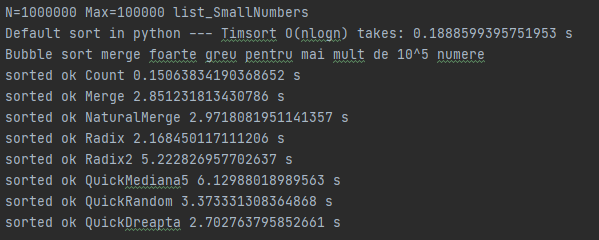 N=1000000 Max=100000 list_SmallNumbers
Default sort in python --- Timsort O(nlogn) takes: 0.1888599395751953 s
Bubble sort merge foarte greu pentru mai mult de 10^5 numere
sorted ok Count 0.15063834190368652 s
sorted ok Merge 2.851231813430786 s
sorted ok NaturalMerge 2.9718081951141357 s
sorted ok Radix 2.168450117111206 s
sorted ok Radix2 5.222826957702637 s
sorted ok QuickMediana5 6.12988018989563 s
sorted ok QuickRandom 3.373331308364868 s
sorted ok QuickDreapta 2.702763795852661 s